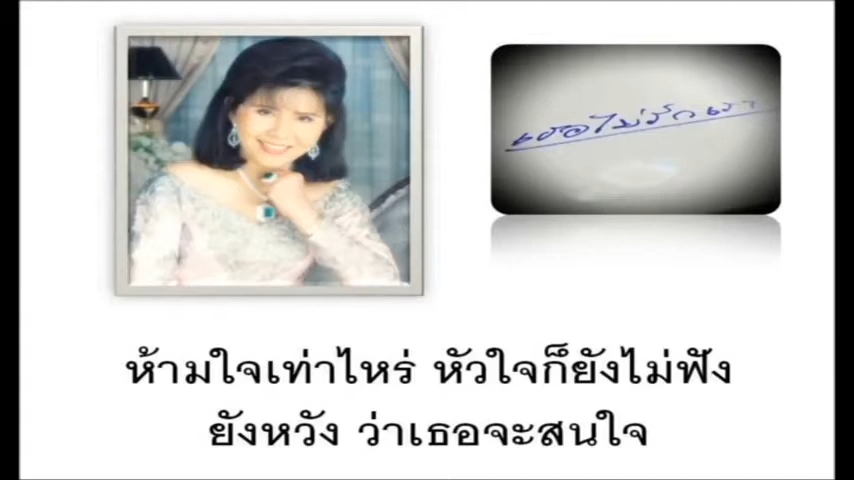 เธอไม่รักเรา
ห้ามใจเท่าไหร่ หัวใจก็ยังไม่ฟัง
ยังหวัง ว่าเธอจะสนใจ